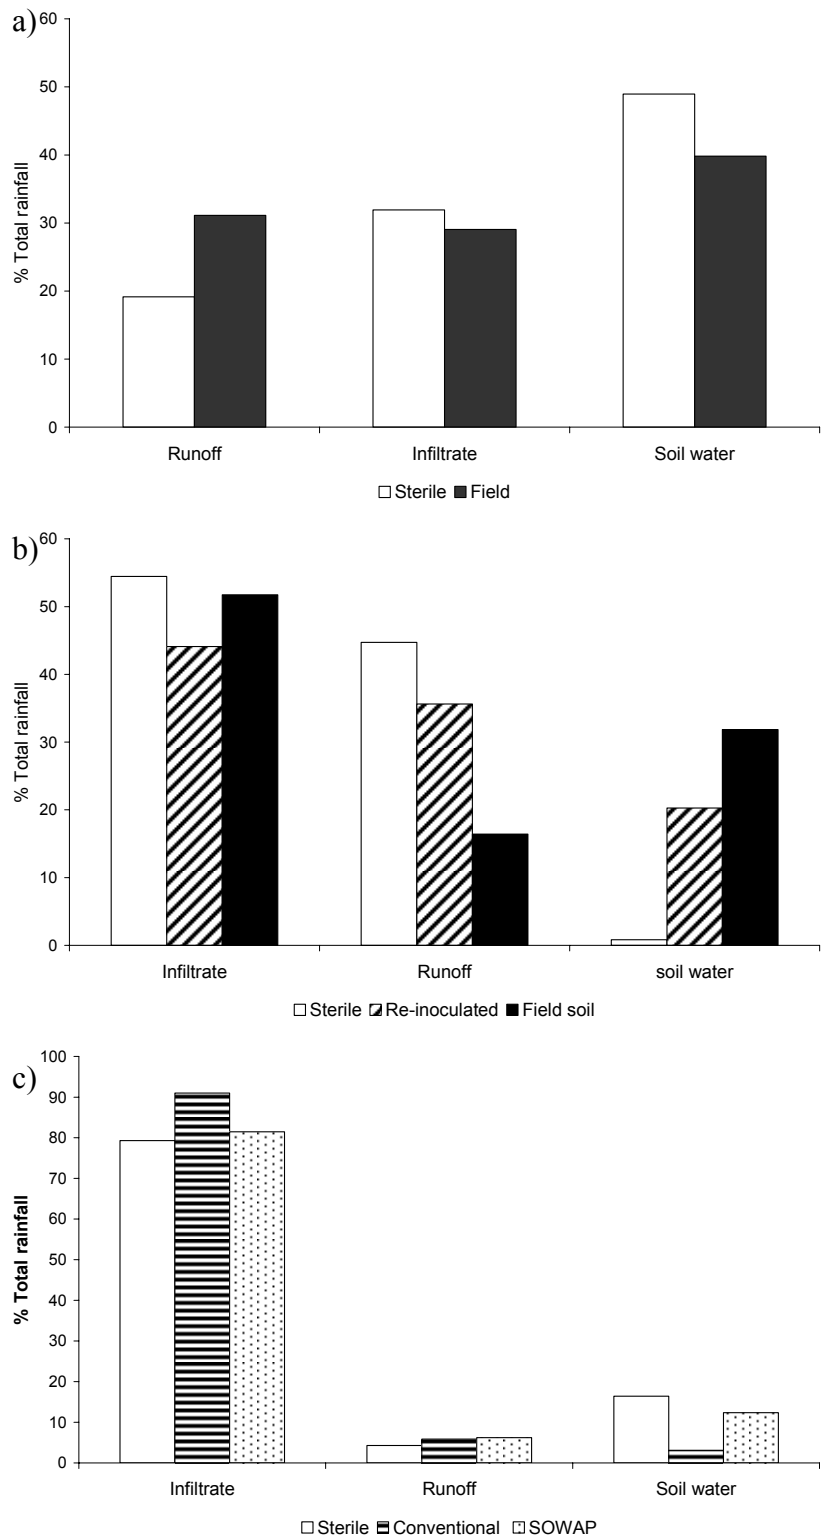 a)
60
50
40
30
20
10
0
% Total rainfall
Runoff Infiltrate Soil water
Sterile Field
b)
60
50
40
30
20
10
0
% Total rainfall
Infiltrate Runoff soil water
Sterile Re-inoculated Field soil
c)
100
90
80
70
60
50
40
30
20
10
0
% Total rainfall
Infiltrate Runoff Soil water
Sterile Conventional SOWAP